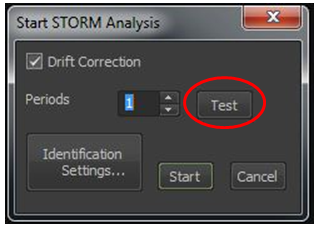 Start STORM Analysis
Drift Correction
Periods 1 Test
Identification
Settings...
Start Cancel